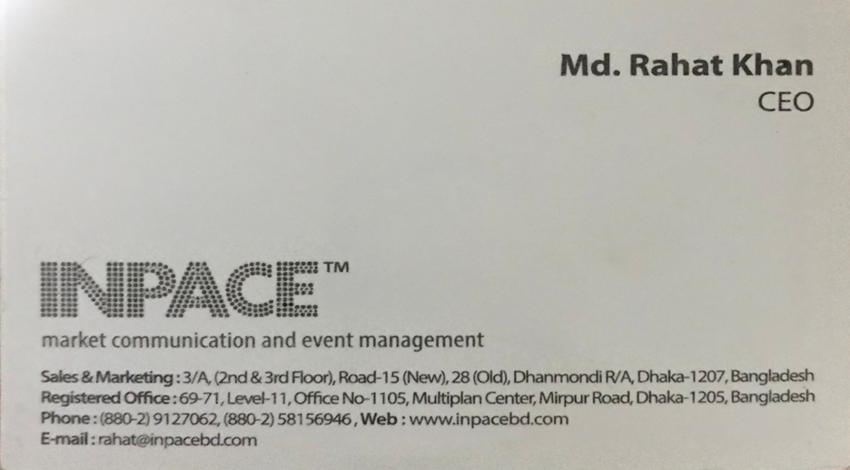 Md. Rahat Khan
CEO
INPACE™
market communication and event management
Sales & Marketing : 3/A, (2nd & 3rd Floor), Road-15 (New), 28 (Old), Dhanmondi R/A, Dhaka-1207, Bangladesh
Registered Office : 69-71, Level-11, Office No-1105, Multiplan Center, Mirpur Road, Dhaka-1205, Bangladesh
Phone : (880-2) 9127062, (880-2) 58156946 , Web : www.inpacebd.com
E-mail : rahat@inpacebd.com